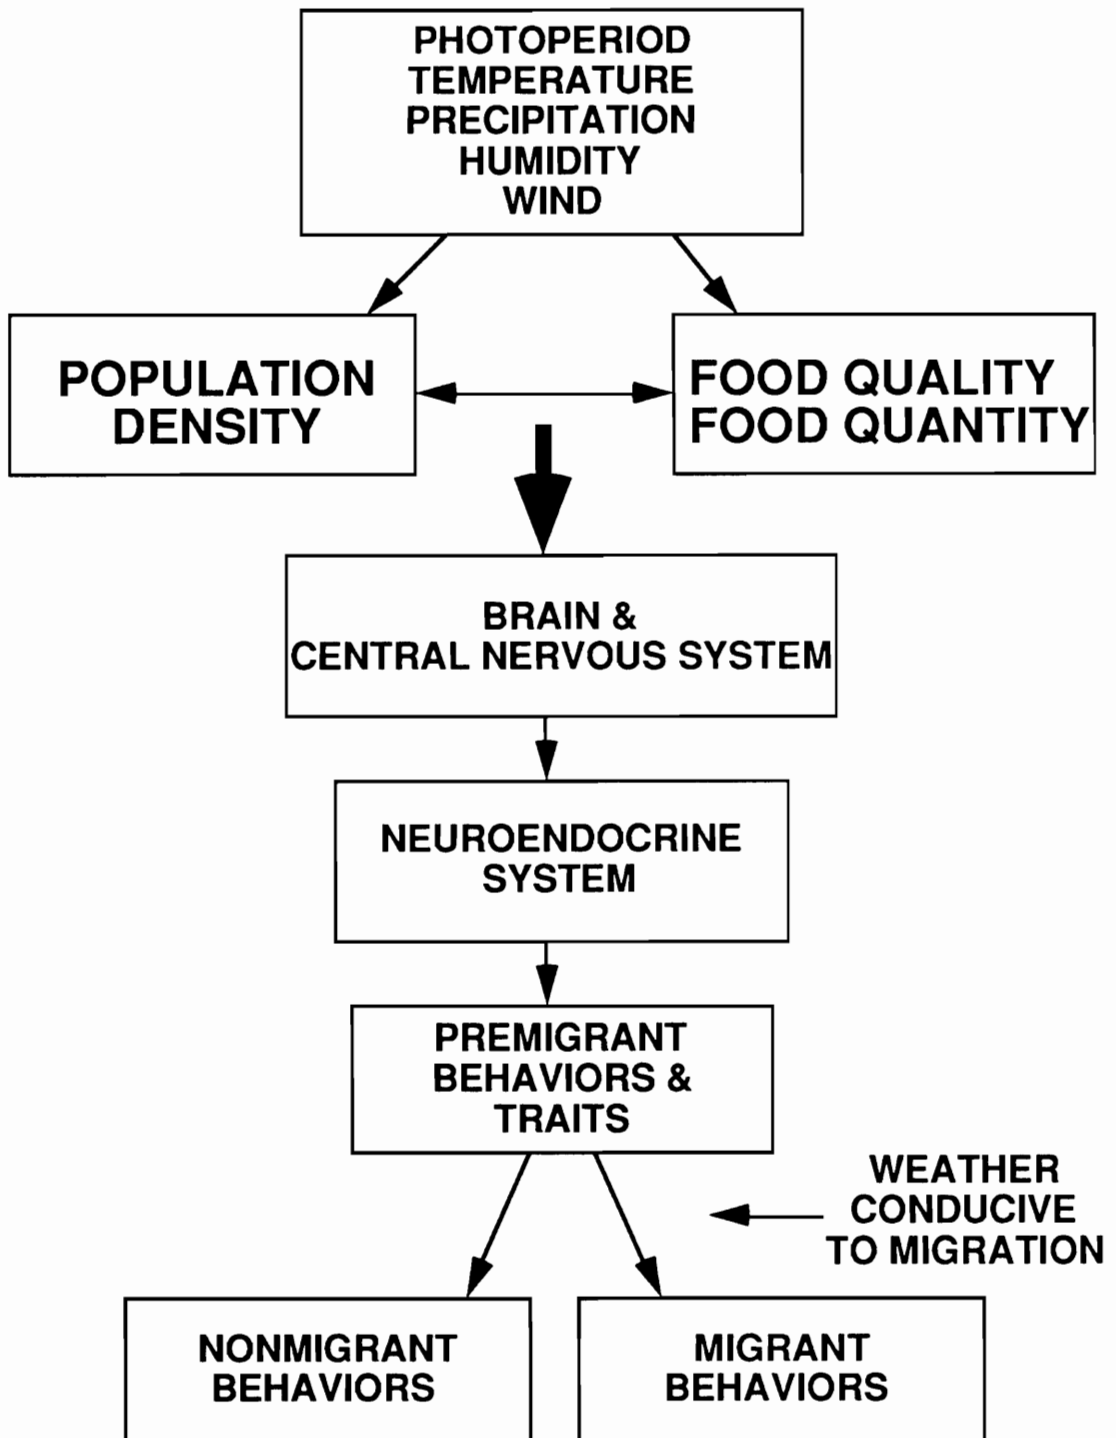 PHOTOPERIOD
TEMPERATURE
PRECIPITATION
HUMIDITY
WIND
POPULATION
DENSITY
FOOD QUALITY
FOOD QUANTITY
BRAIN &
CENTRAL NERVOUS SYSTEM
NEUROENDOCRINE
SYSTEM
PREMIGRANT
BEHAVIORS &
TRAITS
WEATHER
CONDUCIVE
TO MIGRATION
NONMIGRANT
BEHAVIORS
MIGRANT
BEHAVIORS